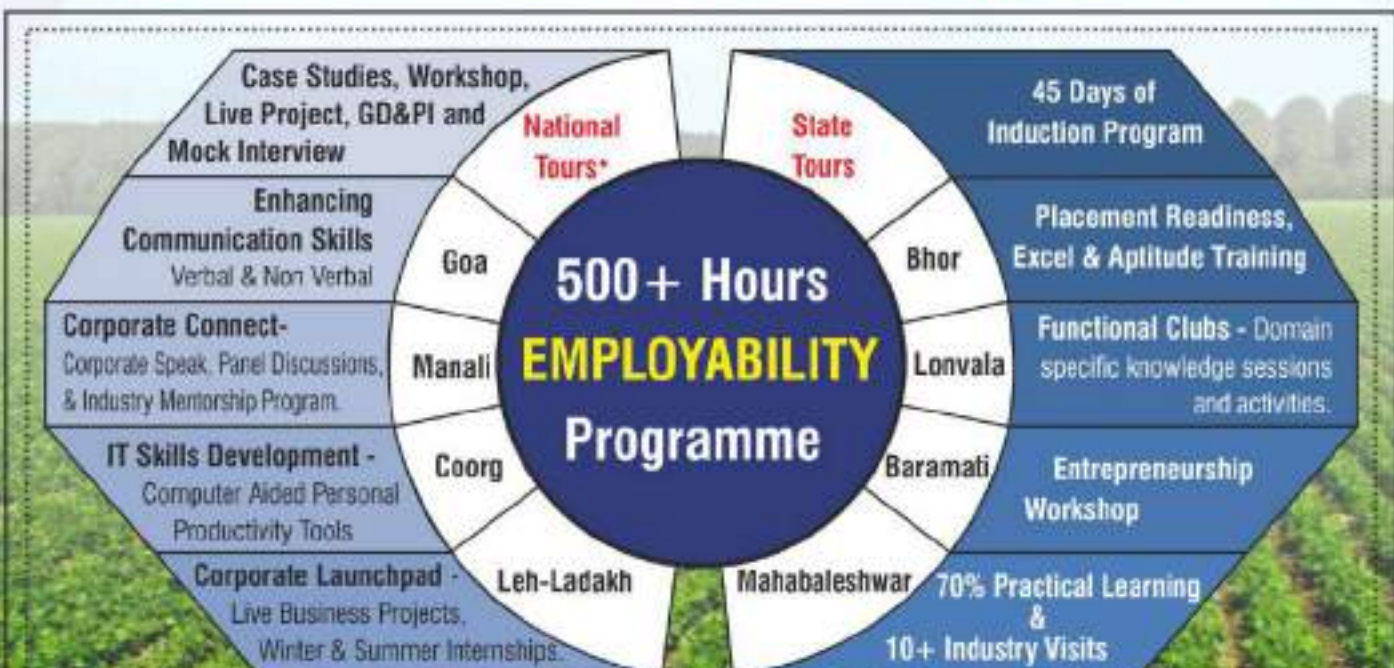 Case Studies, Workshop,
Live Project, GD&PI and
Mock Interview
Enhancing
Communication Skills
Verbal & Non Verbal
Corporate Connect-
Corporate Speak, Panel Discussions,
& Industry Mentorship Program.
IT Skills Development -
Computer Aided Personal
Productivity Tools
Corporate Launchpad -
Live Business Projects,
Winter & Summer Internships.
National
Tours*
Goa
Manali
Coorg
Leh-Ladakh
500+ Hours
EMPLOYABILITY
Programme
State
Tours
Bhor
Lonvala
Baramati
Mahabaleshwar
45 Days of
Induction Program
Placement Readiness,
Excel & Aptitude Training
Functional Clubs - Domain
specific knowledge sessions
and activities.
Entrepreneurship
Workshop
70% Practical Learning
&
10+ Industry Visits